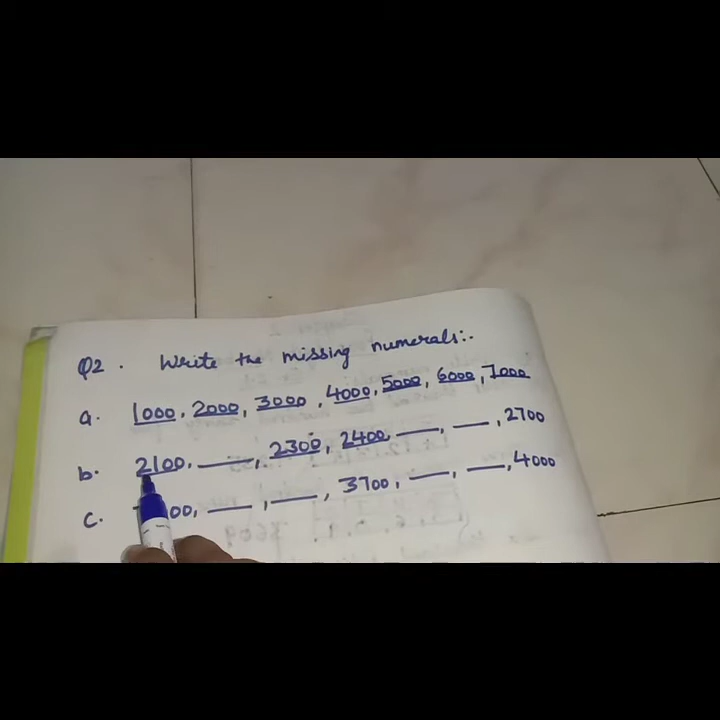 Q2. Write the missing numerals:-
a. 1000, 2000, 3000, 4000, 5000, 6000, 7000
b. 2100, ___, 2300, 2400, ___, ___, 2700
c. 00, ___, ___, 3700, ___, ___, 4000